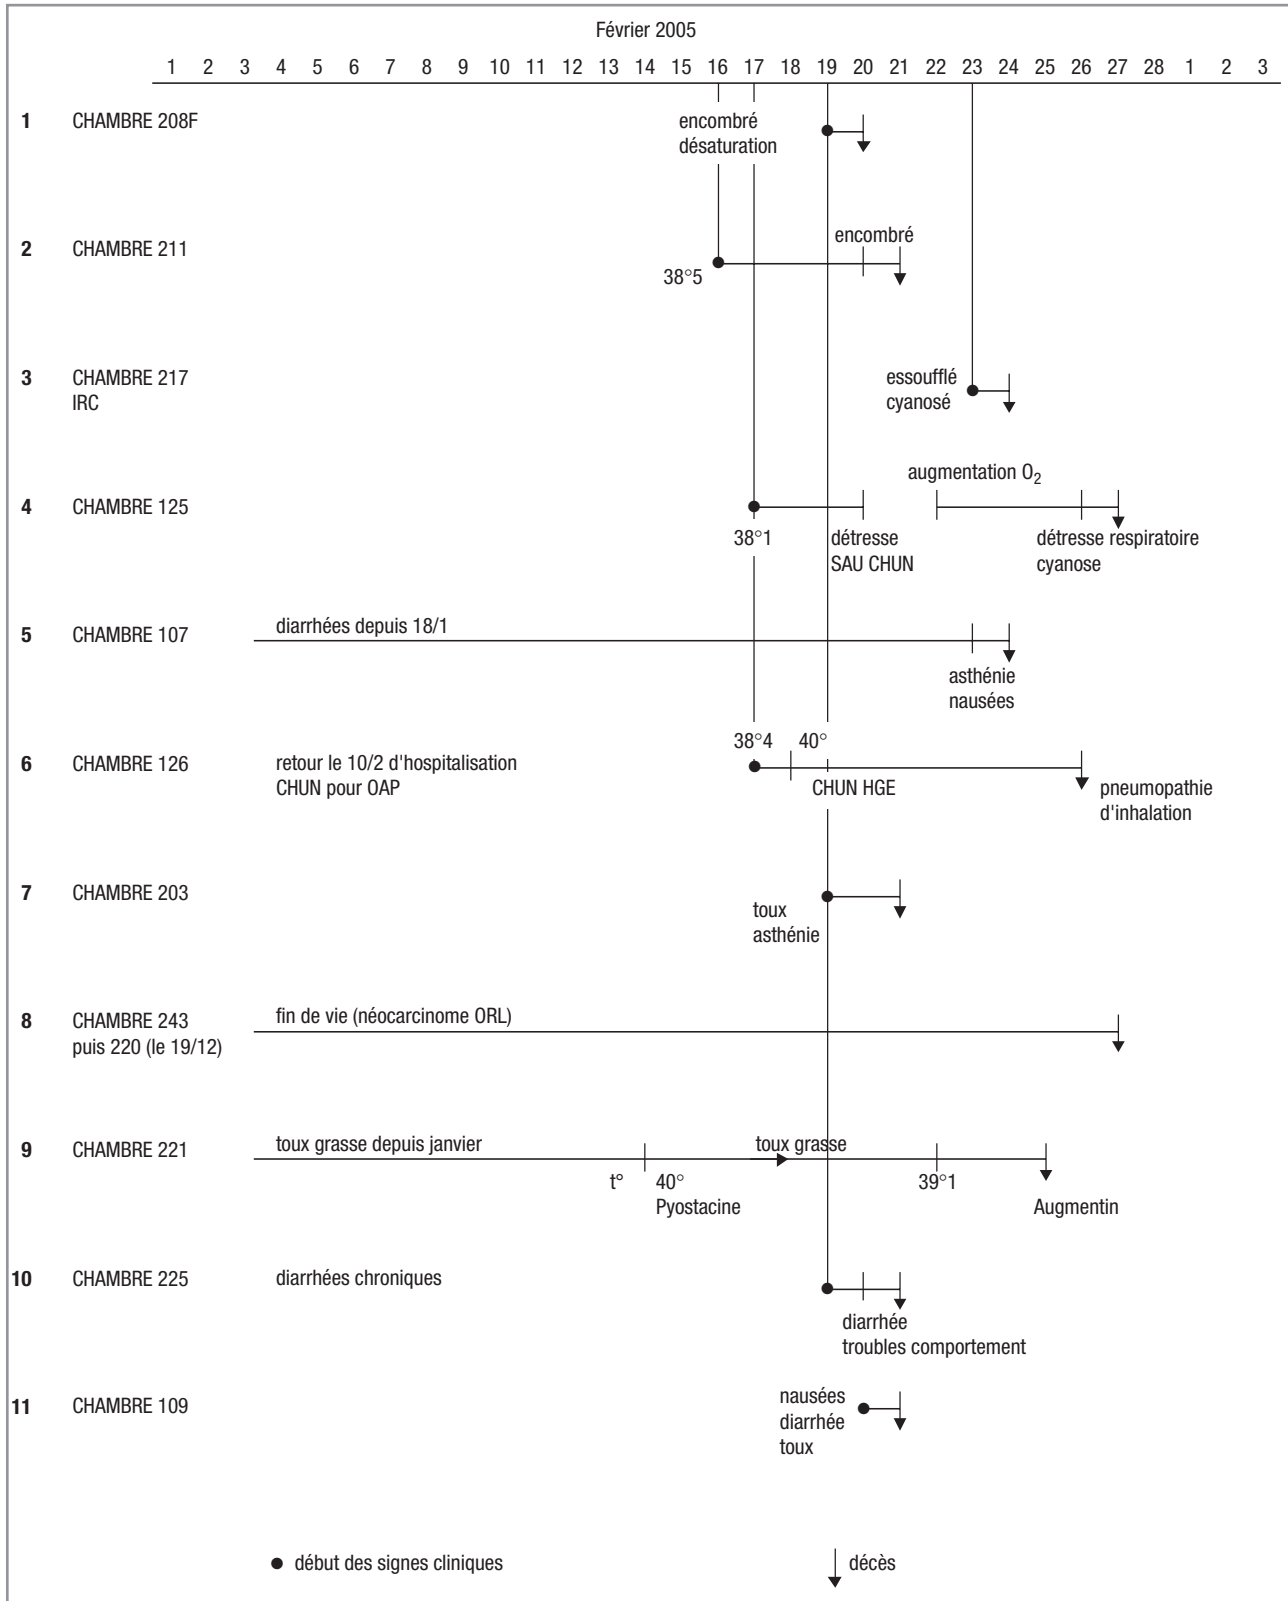 Février 2005
1 2 3 4 5 6 7 8 9 10 11 12 13 14 15 16 17 18 19 20 21 22 23 24 25 26 27 28 1 2 3
1 CHAMBRE 208F
encombré
désaturation
2 CHAMBRE 211
38°5
encombré
3 CHAMBRE 217
IRC
essoufflé
cyanosé
4 CHAMBRE 125
38°1
détresse
SAU CHUN
augmentation O₂
détresse respiratoire
cyanose
5 CHAMBRE 107
diarrhées depuis 18/1
asthénie
nausées
6 CHAMBRE 126
retour le 10/2 d'hospitalisation
CHUN pour OAP
38°4 40°
CHUN HGE
pneumopathie
d'inhalation
7 CHAMBRE 203
toux
asthénie
8 CHAMBRE 243
puis 220 (le 19/12)
fin de vie (néocarcinome ORL)
9 CHAMBRE 221
toux grasse depuis janvier
t° 40°
Pyostacine
toux grasse
39°1
Augmentin
10 CHAMBRE 225
diarrhées chroniques
diarrhée
troubles comportement
11 CHAMBRE 109
nausées
diarrhée
toux
● début des signes cliniques
décès